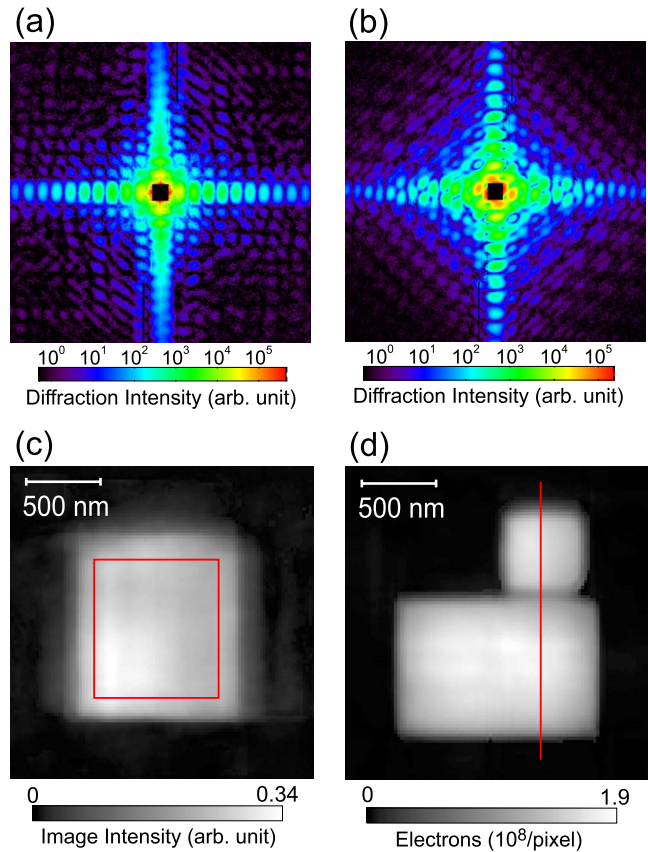 (a)
(b)
10⁰ 10¹ 10² 10³ 10⁴ 10⁵
Diffraction Intensity (arb. unit)
10⁰ 10¹ 10² 10³ 10⁴ 10⁵
Diffraction Intensity (arb. unit)
(c)
(d)
500 nm
500 nm
0 0.34
Image Intensity (arb. unit)
0 1.9
Electrons (10⁸/pixel)